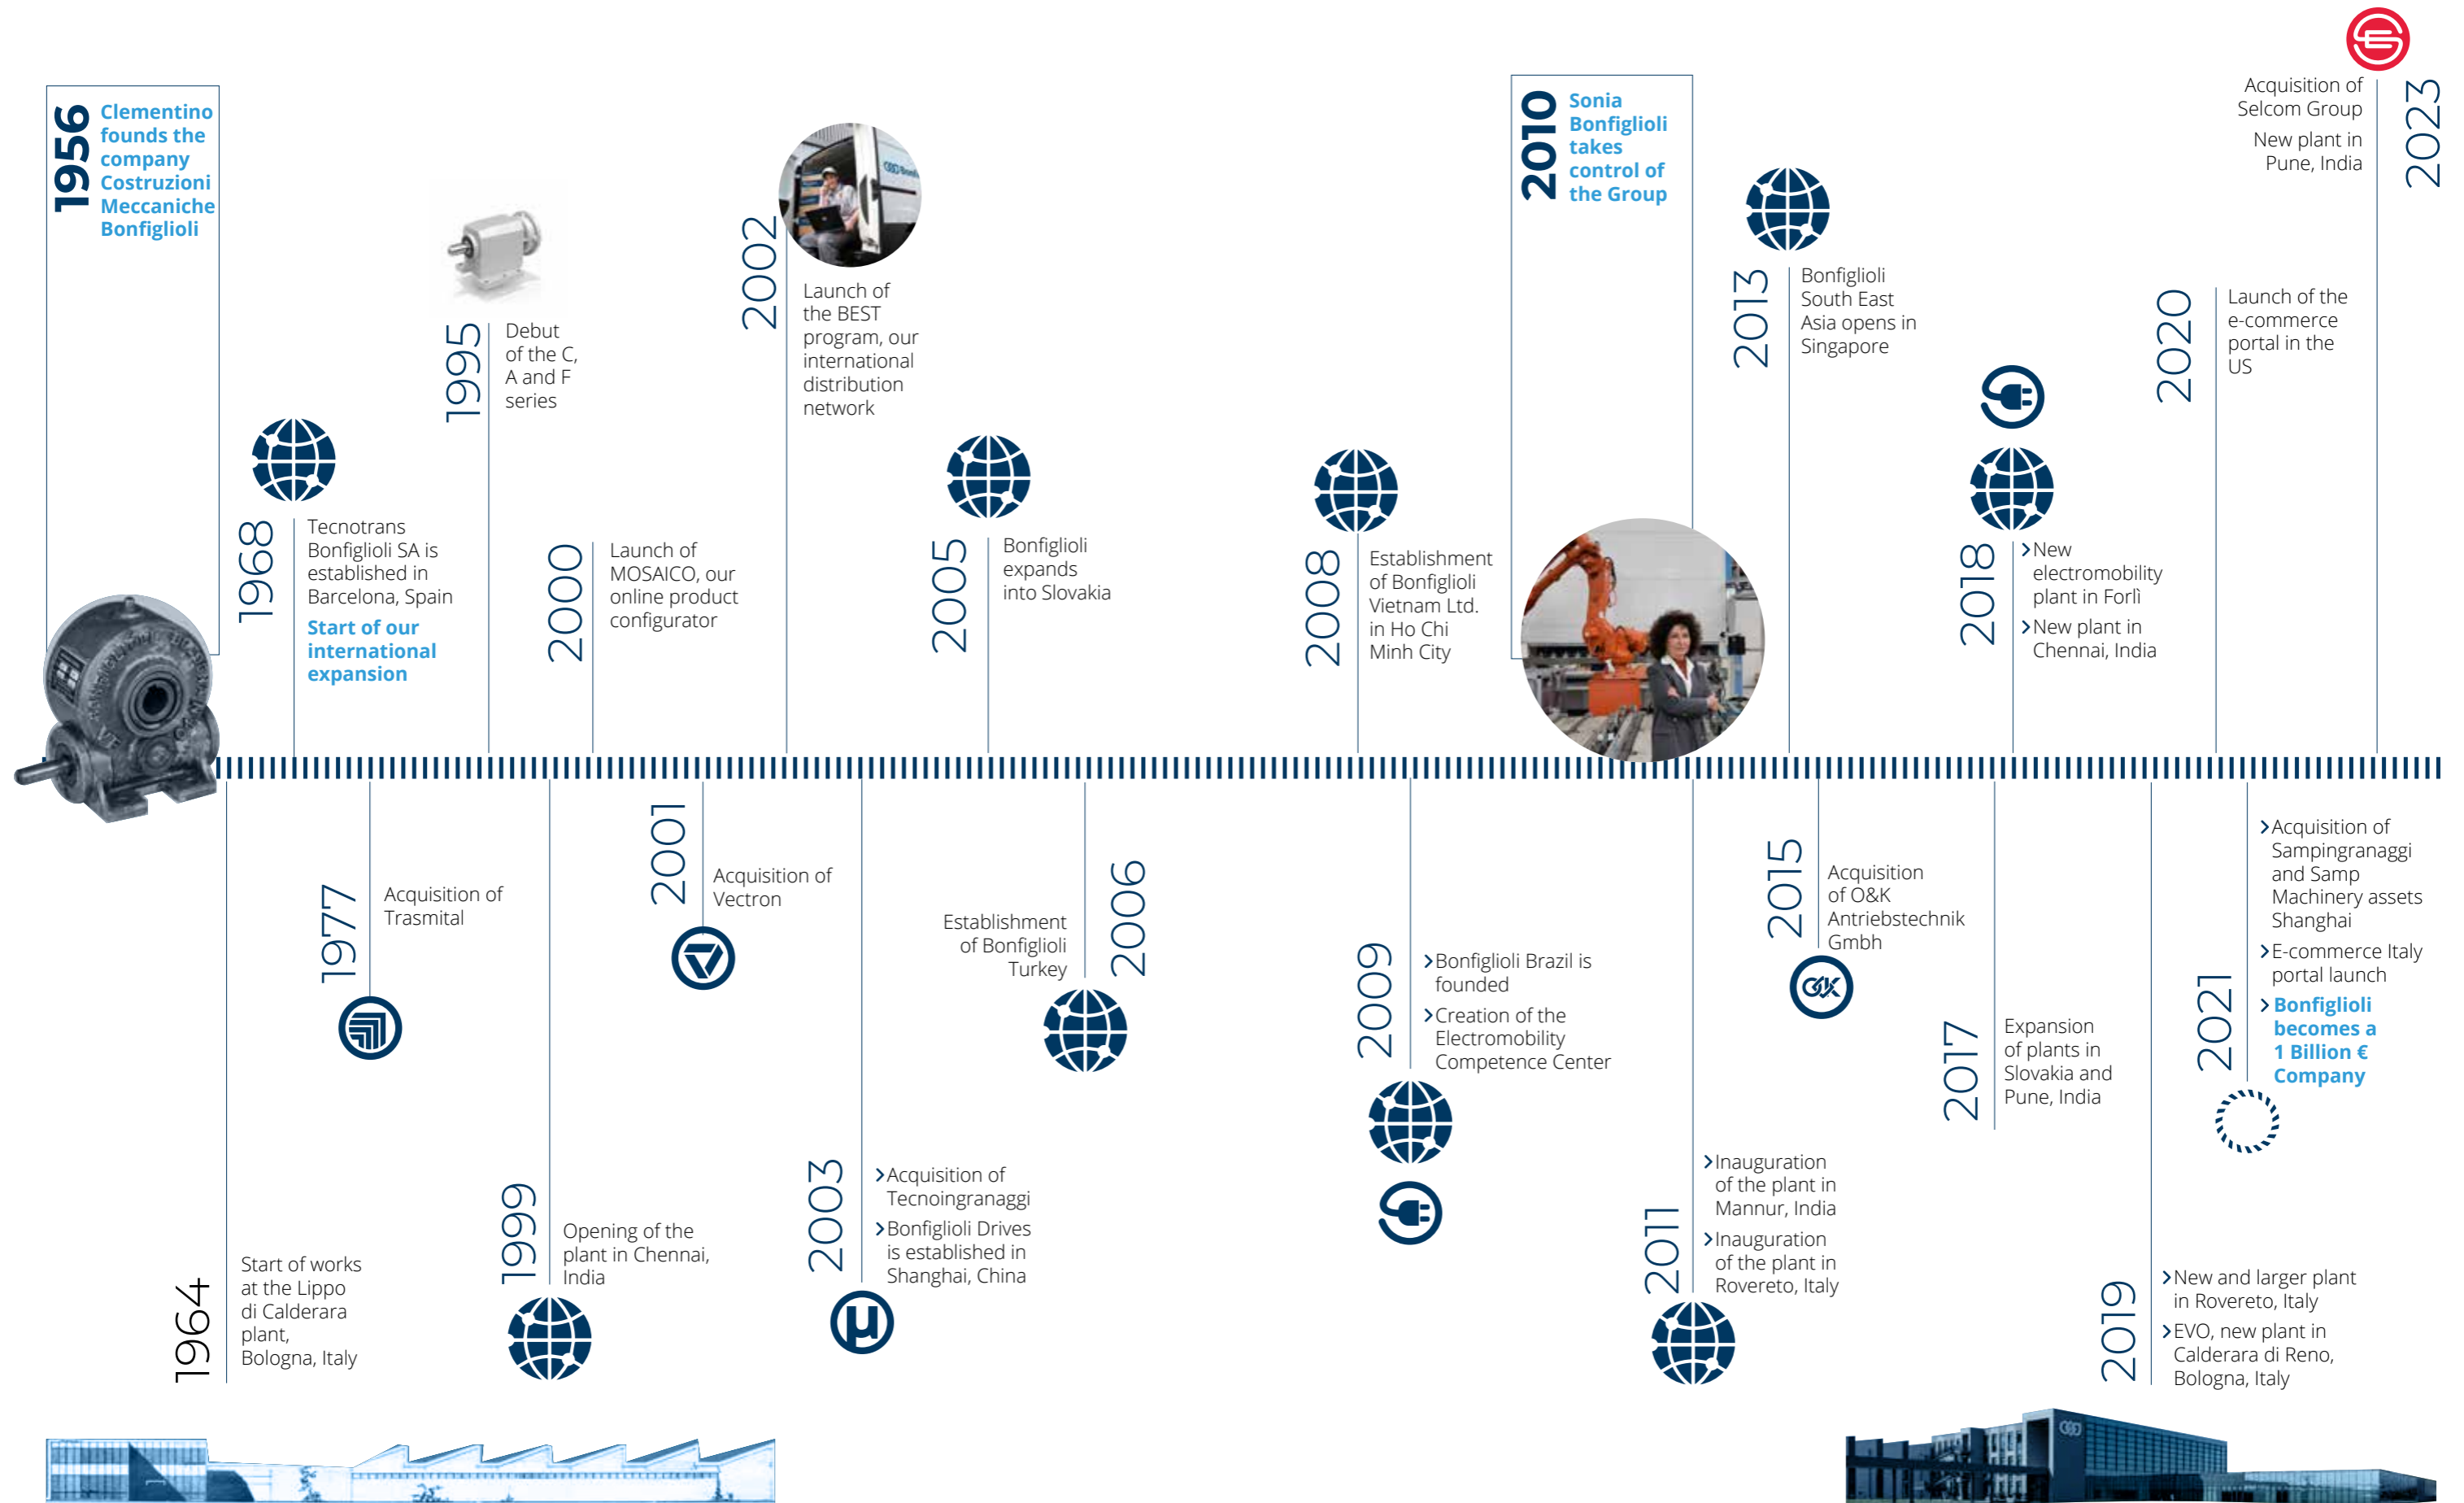 1956
Clementino
founds the
company
Costruzioni
Meccaniche
Bonfiglioli
1964
Start of works
at the Lippo
di Calderara
plant,
Bologna, Italy
1968
Tecnotrans
Bonfiglioli SA is
established in
Barcelona, Spain
Start of our
international
expansion
1977
Acquisition of
Trasmital
1995
Debut
of the C,
A and F
series
1999
Opening of the
plant in Chennai,
India
2000
Launch of
MOSAICO, our
online product
configurator
2001
Acquisition of
Vectron
2002
Launch of
the BEST
program, our
international
distribution
network
2003
Acquisition of
Tecnoingranaggi
Bonfiglioli Drives
is established in
Shanghai, China
µ
2005
Bonfiglioli
expands
into Slovakia
2006
Establishment
of Bonfiglioli
Turkey
2008
Establishment
of Bonfiglioli
Vietnam Ltd.
in Ho Chi
Minh City
2009
Bonfiglioli Brazil is
founded
Creation of the
Electromobility
Competence Center
2010
Sonia
Bonfiglioli
takes
control of
the Group
2011
Inauguration
of the plant in
Mannur, India
Inauguration
of the plant in
Rovereto, Italy
2013
Bonfiglioli
South East
Asia opens in
Singapore
2015
Acquisition
of O&K
Antriebstechnik
Gmbh
O&K
2017
Expansion
of plants in
Slovakia and
Pune, India
2018
New
electromobility
plant in Forlì
New plant in
Chennai, India
2019
New and larger plant
in Rovereto, Italy
EVO, new plant in
Calderara di Reno,
Bologna, Italy
2020
Launch of the
e-commerce
portal in the
US
2021
Acquisition of
Sampingranaggi
and Samp
Machinery assets
Shanghai
E-commerce Italy
portal launch
Bonfiglioli
becomes a
1 Billion €
Company
2023
Acquisition of
Selcom Group
New plant in
Pune, India